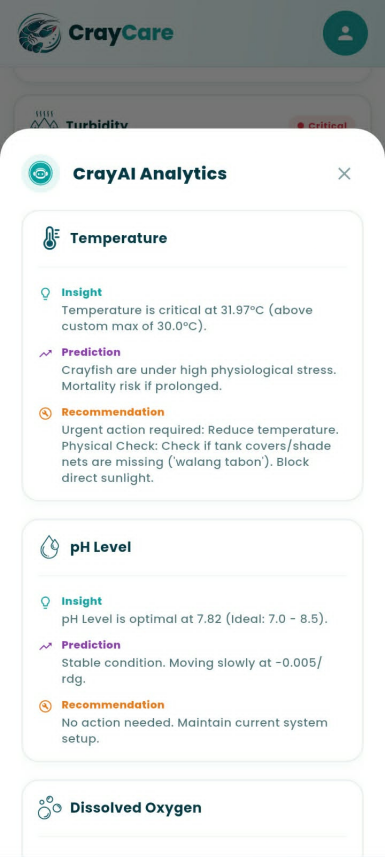 CrayCare
Turbidity
Critical
CrayAI Analytics
Temperature
Insight
Temperature is critical at 31.97°C (above
custom max of 30.0°C).
Prediction
Crayfish are under high physiological stress.
Mortality risk if prolonged.
Recommendation
Urgent action required: Reduce temperature.
Physical Check: Check if tank covers/shade
nets are missing ('walang tabon'). Block
direct sunlight.
pH Level
Insight
pH Level is optimal at 7.82 (Ideal: 7.0 - 8.5).
Prediction
Stable condition. Moving slowly at -0.005/
rdg.
Recommendation
No action needed. Maintain current system
setup.
Dissolved Oxygen